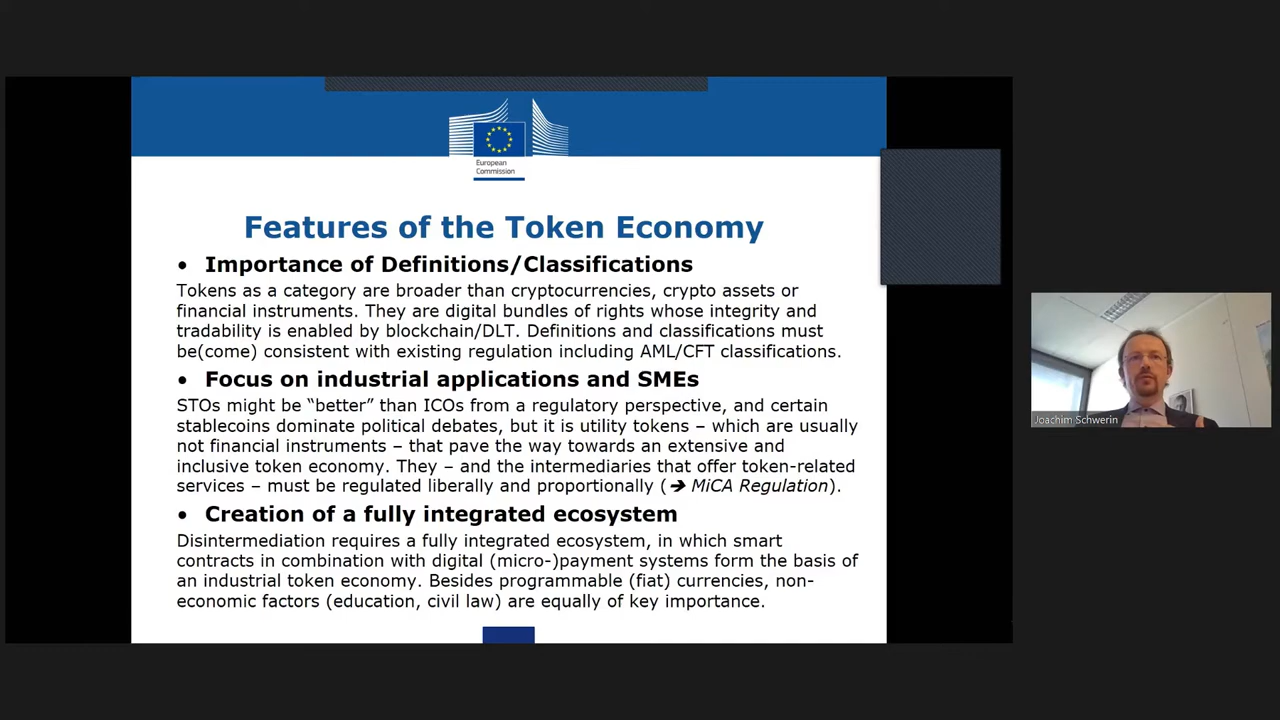 European
Commission
Features of the Token Economy
• Importance of Definitions/Classifications
Tokens as a category are broader than cryptocurrencies, crypto assets or
financial instruments. They are digital bundles of rights whose integrity and
tradability is enabled by blockchain/DLT. Definitions and classifications must
be(come) consistent with existing regulation including AML/CFT classifications.
• Focus on industrial applications and SMEs
STOs might be “better” than ICOs from a regulatory perspective, and certain
stablecoins dominate political debates, but it is utility tokens – which are usually
not financial instruments – that pave the way towards an extensive and
inclusive token economy. They – and the intermediaries that offer token-related
services – must be regulated liberally and proportionally (➔ MiCA Regulation).
• Creation of a fully integrated ecosystem
Disintermediation requires a fully integrated ecosystem, in which smart
contracts in combination with digital (micro-)payment systems form the basis of
an industrial token economy. Besides programmable (fiat) currencies, non-
economic factors (education, civil law) are equally of key importance.
Joachim Schwerin